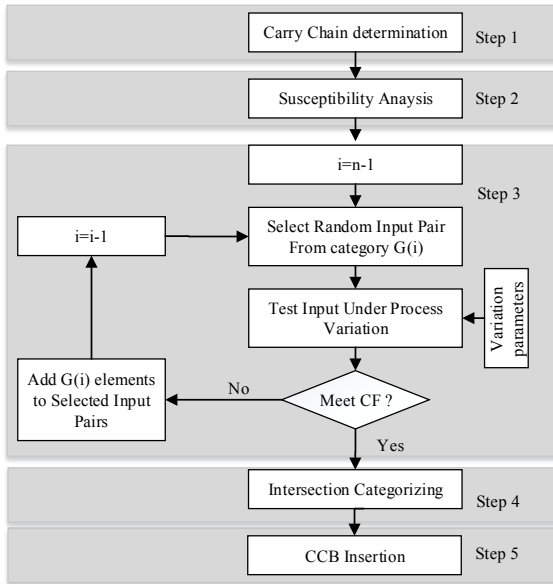 Carry Chain determination
Step 1
Susceptibility Anaysis
Step 2
i=n-1
Step 3
i=i-1
Select Random Input Pair
From category G(i)
Test Input Under Process
Variation
Variation
parameters
Add G(i) elements
to Selected Input
Pairs
No
Meet CF ?
Yes
Intersection Categorizing
Step 4
CCB Insertion
Step 5